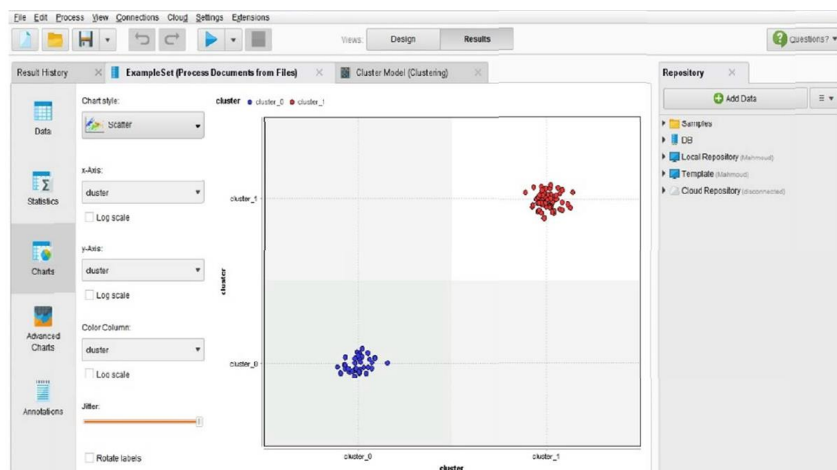 File Edit Process View Connections Cloud Settings Extensions
Views: Design Results Questions?
Result History ExampleSet (Process Documents from Files) Cluster Model (Clustering) Repository
Chart style: cluster cluster_0 cluster_1
Add Data
Data
Scatter
Samples
DB
Local Repository (Mahmoud)
Template (Mahmoud)
Cloud Repository (disconnected)
x-Axis:
Statistics
cluster
cluster_1
Log scale
y-Axis:
Charts
cluster
cluster
Log scale
Color Column:
Advanced
Charts
cluster
cluster_0
Log scale
Annotations
Jitter:
Rotate labels
cluster_0 cluster_1
cluster